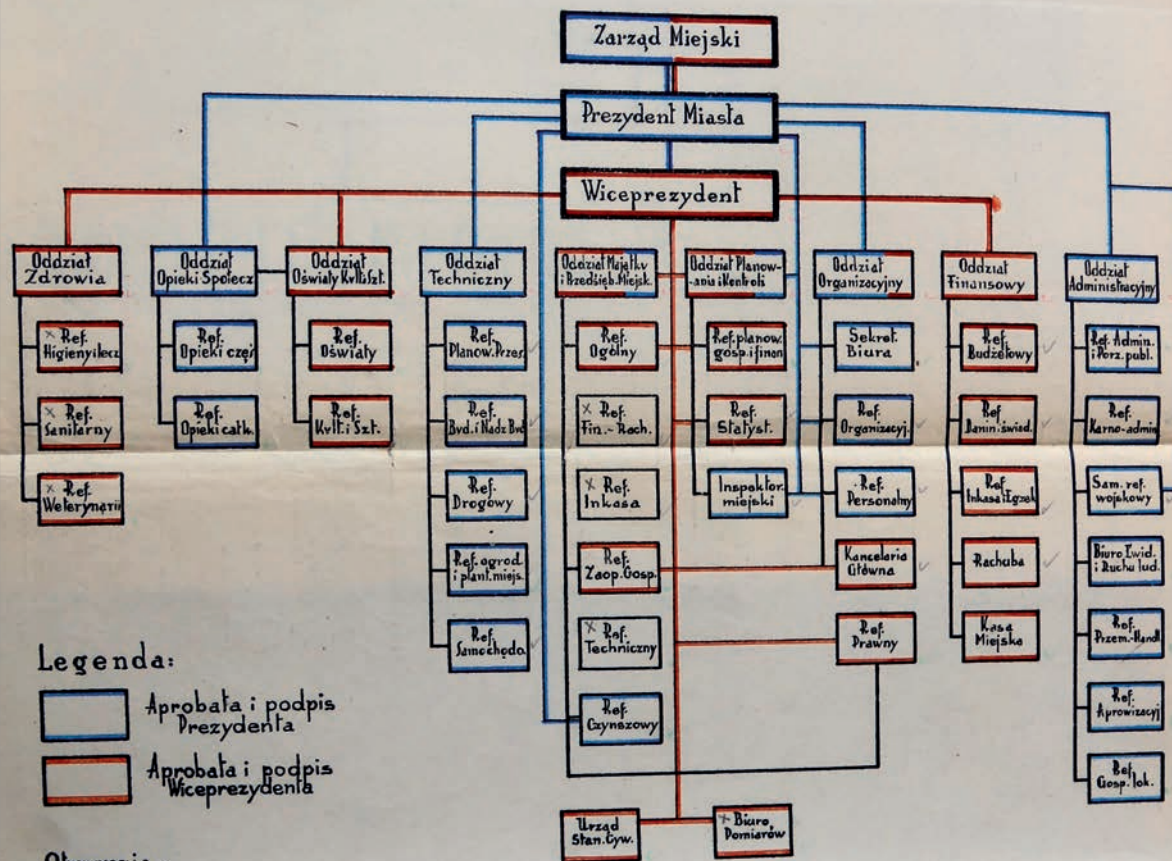 Zarząd Miejski
Prezydent Miasta
Wiceprezydent
Oddział
Zdrowia
× Ref.
Higieny i lecz
× Ref.
Sanitarny
× Ref.
Weterynarii
Oddział
Opieki Społecz
Ref.
Opieki częś
Ref.
Opieki całk.
Oddział
Oświaty Kult.i Szt.
Ref.
Oświaty
Ref.
Kult. i Szt.
Oddział
Techniczny
Ref.
Planow. Przes.
Ref.
Bud. i Nadz Bud
Ref.
Drogowy
Ref. ogrod
i plant. miejs.
Ref.
Samochodo.
Oddział Majątku
i Przedsięb. Miejsk.
Ref.
Ogólny
× Ref.
Fin.-Rach.
× Ref.
Inkasa
Ref.
Zaop. Gosp.
× Ref.
Techniczny
Ref.
Czynszowy
Oddział Planow-
-ania i Kontroli
Ref. planow.
gosp. i finan
Ref.
Statyst.
Inspektor.
miejski
Oddział
Organizacyjny
Sekret.
Biura
Ref.
Organizacyj.
Ref.
Personalny
Kancelaria
Główna
Ref.
Prawny
Oddział
Finansowy
Ref
Budżetowy
Ref.
Danin. świad.
Ref
Inkasa i Egzek
Rachuba
Kasa
Miejska
Oddział
Administracyjny
Ref. Admin.
i Porz. publ.
Ref.
Karno-admin
Sam. ref.
wojskowy
Biuro Ewid.
i Ruchu lud.
Ref.
Przem.-Handl
Ref.
Aprowizacyj
Ref.
Gosp. lok.
Urząd
Stan. Cyw.
× Biuro
Pomiarów
Legenda:
Aprobata i podpis
Prezydenta
Aprobata i podpis
Wiceprezydenta